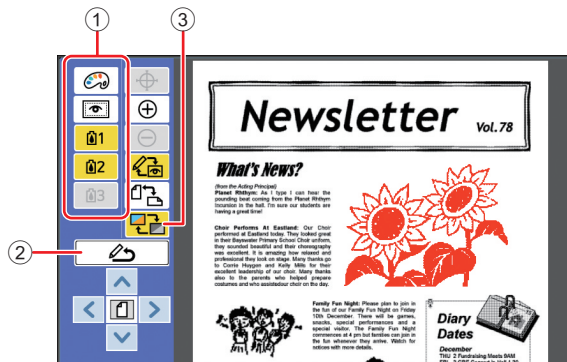 1
3
1
2
3
2
Newsletter Vol. 78
What's News?
(from the Acting Principal)
Planet Rhthym: As I type I can hear the
pounding beat coming from the Planet Rhthym
incursion in the hall. I'm sure our students are
having a great time!
Choir Performs At Eastland: Our Choir
performed at Eastland today. They looked great
in their Bayswater Primary School Choir uniform,
they sounded beautiful and their choreography
was excellent. It is amazing how relaxed and
professional they look on stage. Many thanks go
to Corrie Huygen and Kelly Mills for their
excellent leadership of our choir. Many thanks
also to the parents who helped prepare
costumes and who assisted our choir on the day.
Family Fun Night: Please plan to join in
the fun of our Family Fun Night on Friday
10th December. There will be games,
snacks, special performances and a
special visitor. The Family Fun Night
commences at 4 pm but families can join in
the fun whenever they arrive. Watch for
notices with more details.
Diary
Dates
December
THU 2 Fundraising Meets 9AM